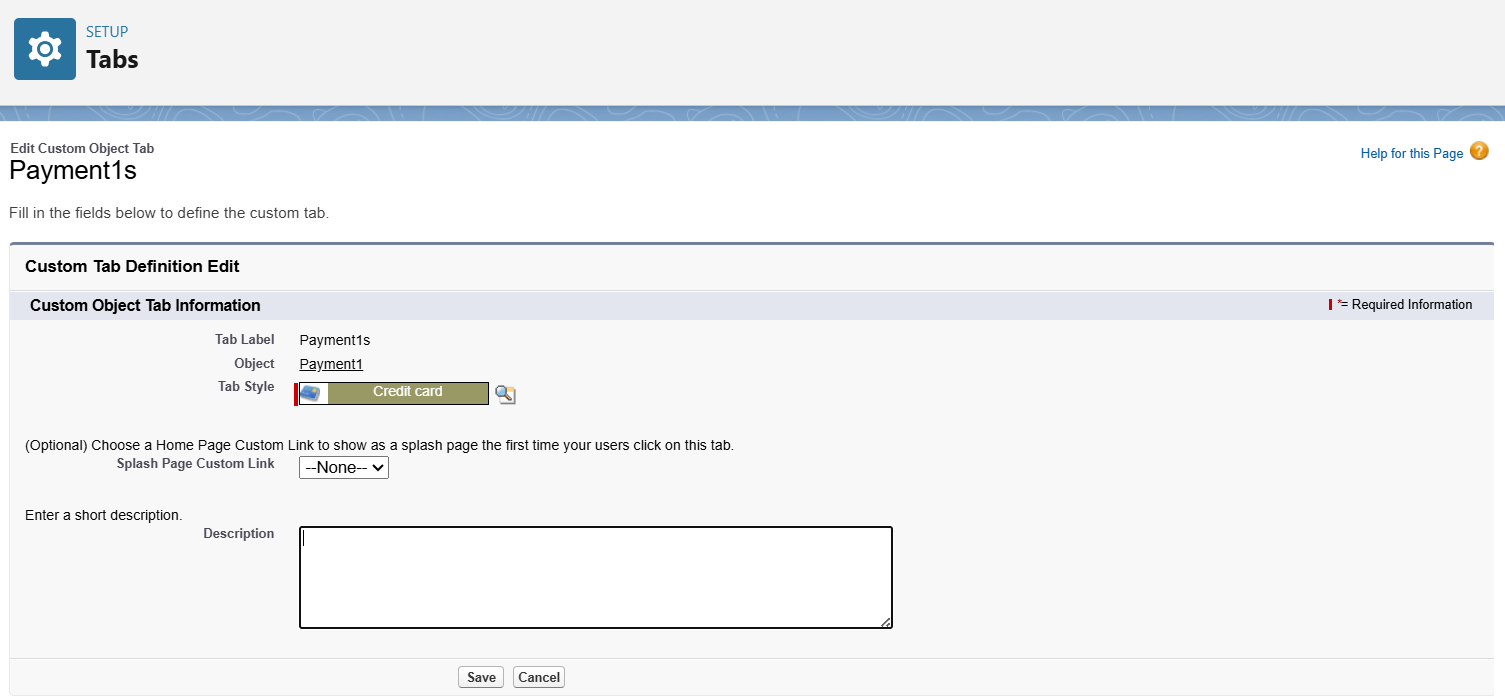 SETUP
Tabs
Edit Custom Object Tab
Payment1s
Help for this Page ?
Fill in the fields below to define the custom tab.
Custom Tab Definition Edit
Custom Object Tab Information
*= Required Information
Tab Label Payment1s
Object Payment1
Tab Style Credit card
(Optional) Choose a Home Page Custom Link to show as a splash page the first time your users click on this tab.
Splash Page Custom Link --None--
Enter a short description.
Description
Save Cancel